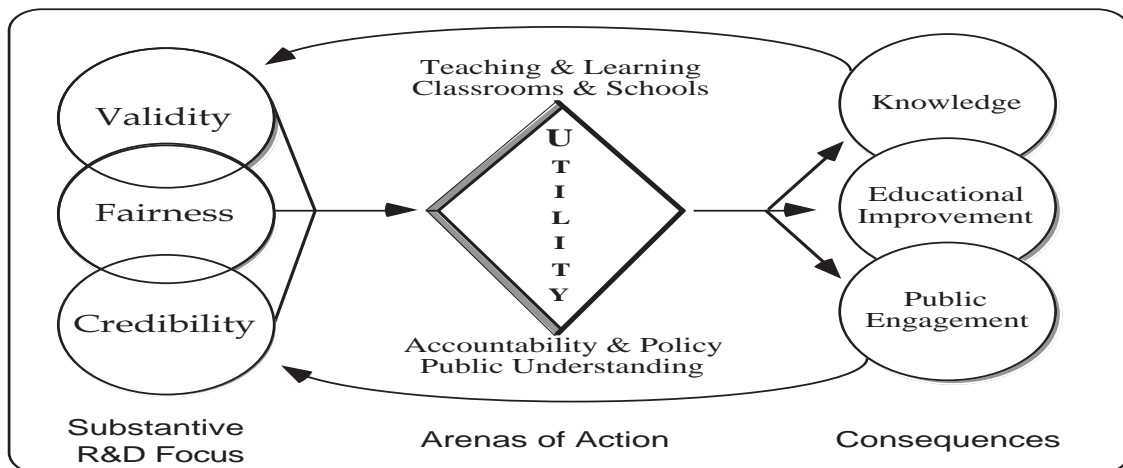 Validity
Fairness
Credibility
Substantive
R&D Focus
Teaching & Learning
Classrooms & Schools
UTILITY
Accountability & Policy
Public Understanding
Arenas of Action
Knowledge
Educational
Improvement
Public
Engagement
Consequences